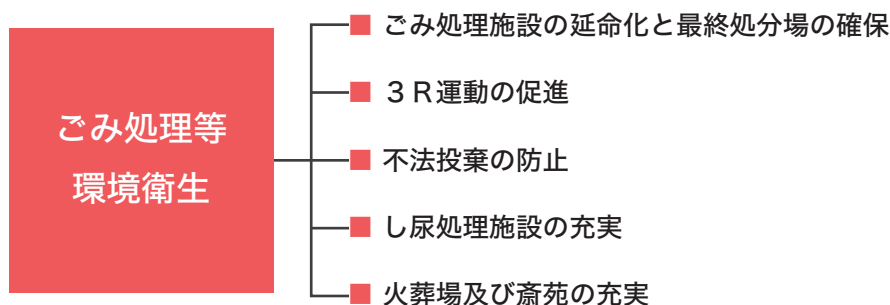 ごみ処理等
環境衛生
ごみ処理施設の延命化と最終処分場の確保
３Ｒ運動の促進
不法投棄の防止
し尿処理施設の充実
火葬場及び斎苑の充実